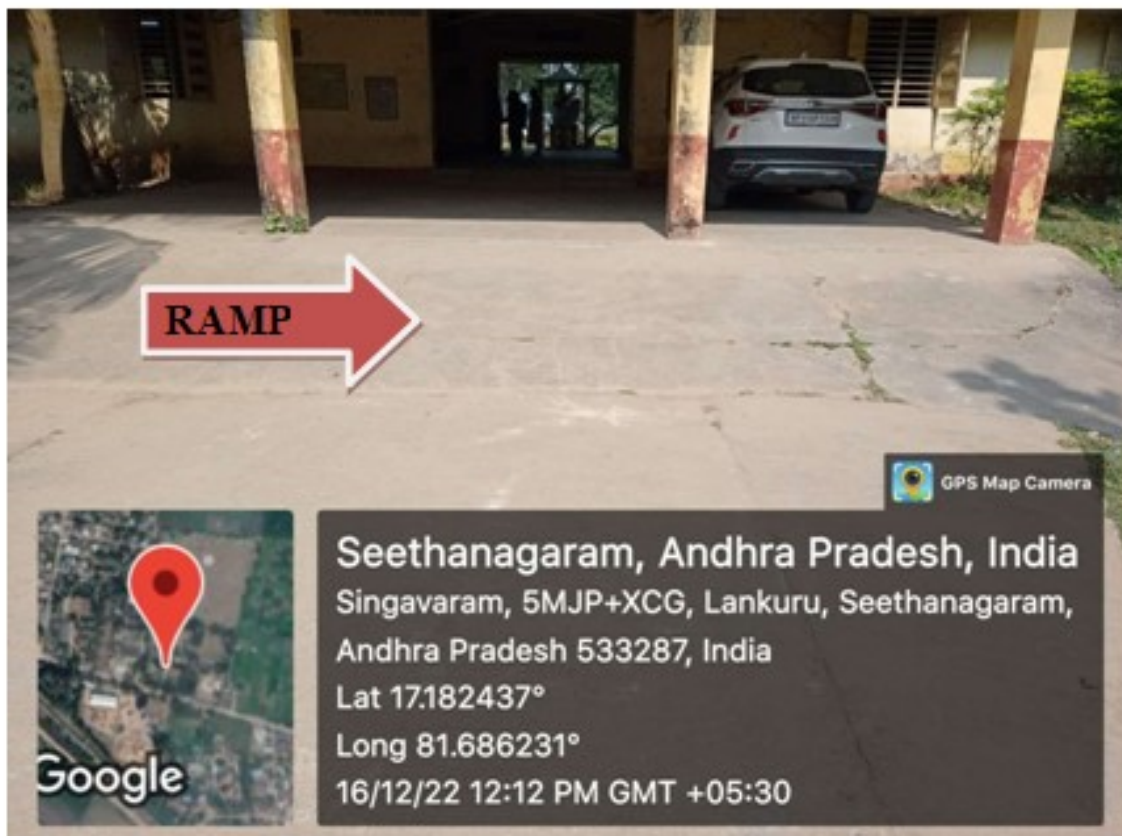 RAMP
GPS Map Camera
Seethanagaram, Andhra Pradesh, India
Singavaram, 5MJP+XCG, Lankuru, Seethanagaram,
Andhra Pradesh 533287, India
Lat 17.182437°
Long 81.686231°
16/12/22 12:12 PM GMT +05:30
Google